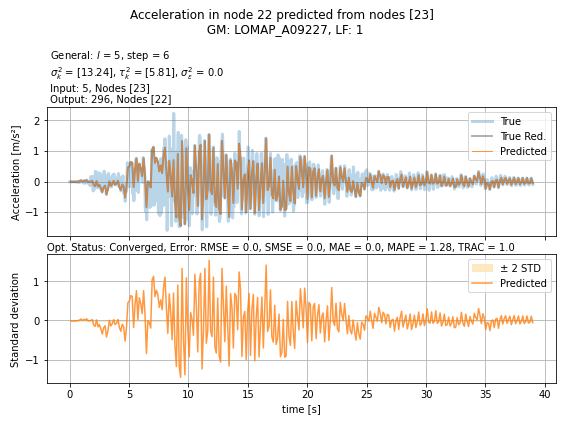 Acceleration in node 22 predicted from nodes [23]
GM: LOMAP_A09227, LF: 1
General: l = 5, step = 6
σ²ₖ = [13.24], τ²ₖ = [5.81], σ²ε = 0.0
Input: 5, Nodes [23]
Output: 296, Nodes [22]
Acceleration [m/s²]
2
1
0
−1
True
True Red.
Predicted
Opt. Status: Converged, Error: RMSE = 0.0, SMSE = 0.0, MAE = 0.0, MAPE = 1.28, TRAC = 1.0
Standard deviation
1
0
−1
± 2 STD
Predicted
0 5 10 15 20 25 30 35 40
time [s]